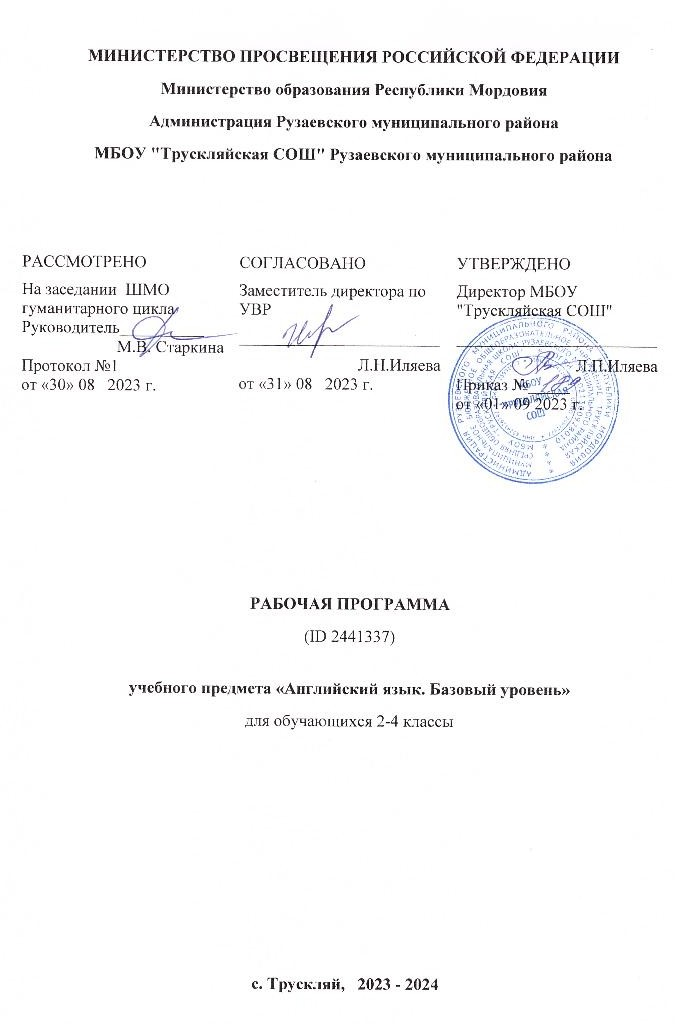 МИНИСТЕРСТВО ПРОСВЕЩЕНИЯ РОССИЙСКОЙ ФЕДЕРАЦИИ
Министерство образования Республики Мордовия
Администрация Рузаевского муниципального района
МБОУ "Трускляйская СОШ" Рузаевского муниципального района
РАССМОТРЕНО
На заседании ШМО
гуманитарного цикла
Руководитель
М.В. Старкина
Протокол №1
от «30» 08 2023 г.
СОГЛАСОВАНО
Заместитель директора по
УВР
Л.Н.Иляева
от «31» 08 2023 г.
УТВЕРЖДЕНО
Директор МБОУ
"Трускляйская СОШ"
Л.П.Иляева
Приказ № 189
от «01» 09 2023 г.
МБОУ
СОШ
РАБОЧАЯ ПРОГРАММА
(ID 2441337)
учебного предмета «Английский язык. Базовый уровень»
для обучающихся 2-4 классы
с. Трускляй, 2023 - 2024